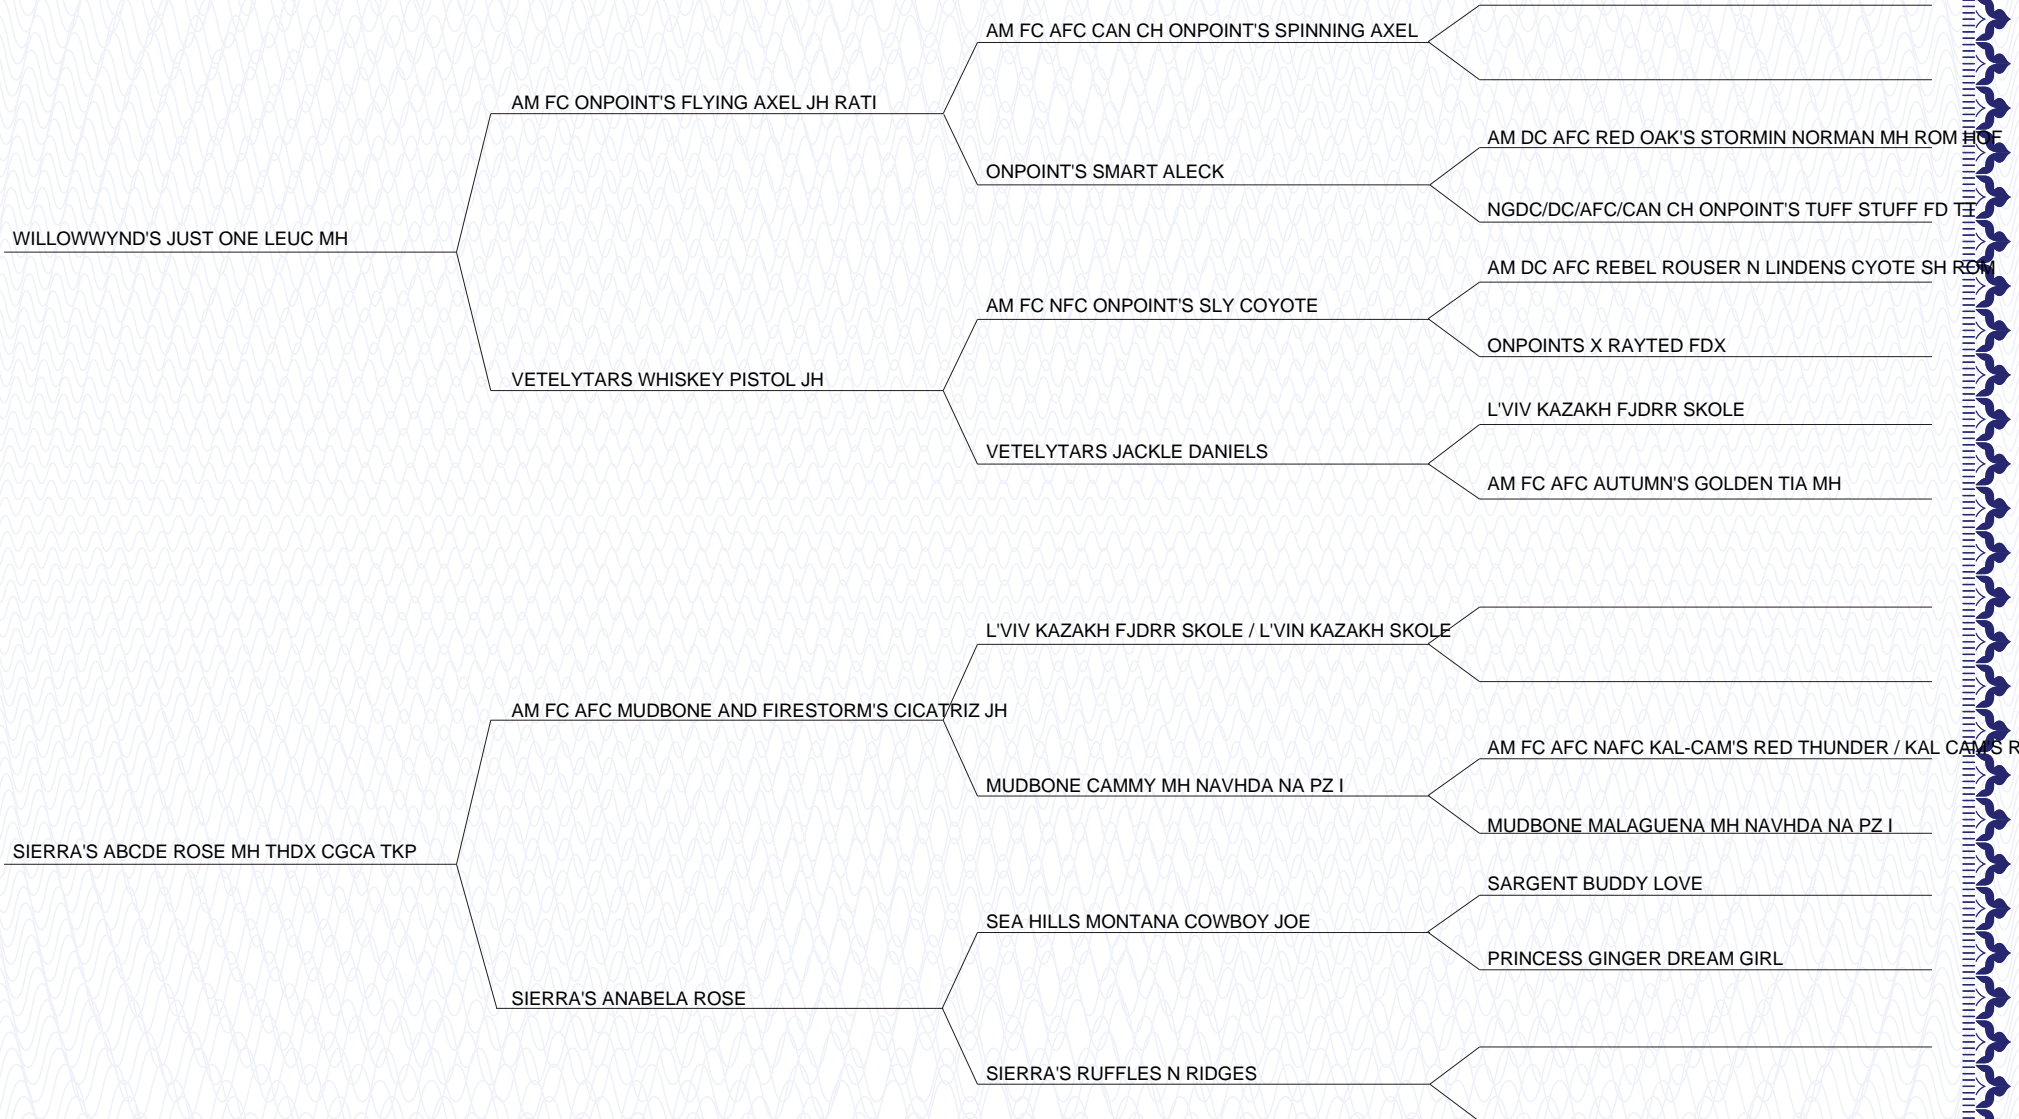 AM FC AFC CAN CH ONPOINT'S SPINNING AXEL
AM FC ONPOINT'S FLYING AXEL JH RATI
AM DC AFC RED OAK'S STORMIN NORMAN MH ROM HOF
ONPOINT'S SMART ALECK
NGDC/DC/AFC/CAN CH ONPOINT'S TUFF STUFF FD TT
WILLOWWYND'S JUST ONE LEUC MH
AM DC AFC REBEL ROUSER N LINDENS CYOTE SH ROM
AM FC NFC ONPOINT'S SLY COYOTE
ONPOINTS X RAYTED FDX
VETELYTARS WHISKEY PISTOL JH
L'VIV KAZAKH FJDRR SKOLE
VETELYTARS JACKLE DANIELS
AM FC AFC AUTUMN'S GOLDEN TIA MH
L'VIV KAZAKH FJDRR SKOLE / L'VIN KAZAKH SKOLE
AM FC AFC MUDBONE AND FIRESTORM'S CICATRIZ JH
AM FC AFC NAFC KAL-CAM'S RED THUNDER / KAL CAM'S R
MUDBONE CAMMY MH NAVHDA NA PZ I
MUDBONE MALAGUENA MH NAVHDA NA PZ I
SIERRA'S ABCDE ROSE MH THDX CGCA TKP
SARGENT BUDDY LOVE
SEA HILLS MONTANA COWBOY JOE
PRINCESS GINGER DREAM GIRL
SIERRA'S ANABELA ROSE
SIERRA'S RUFFLES N RIDGES